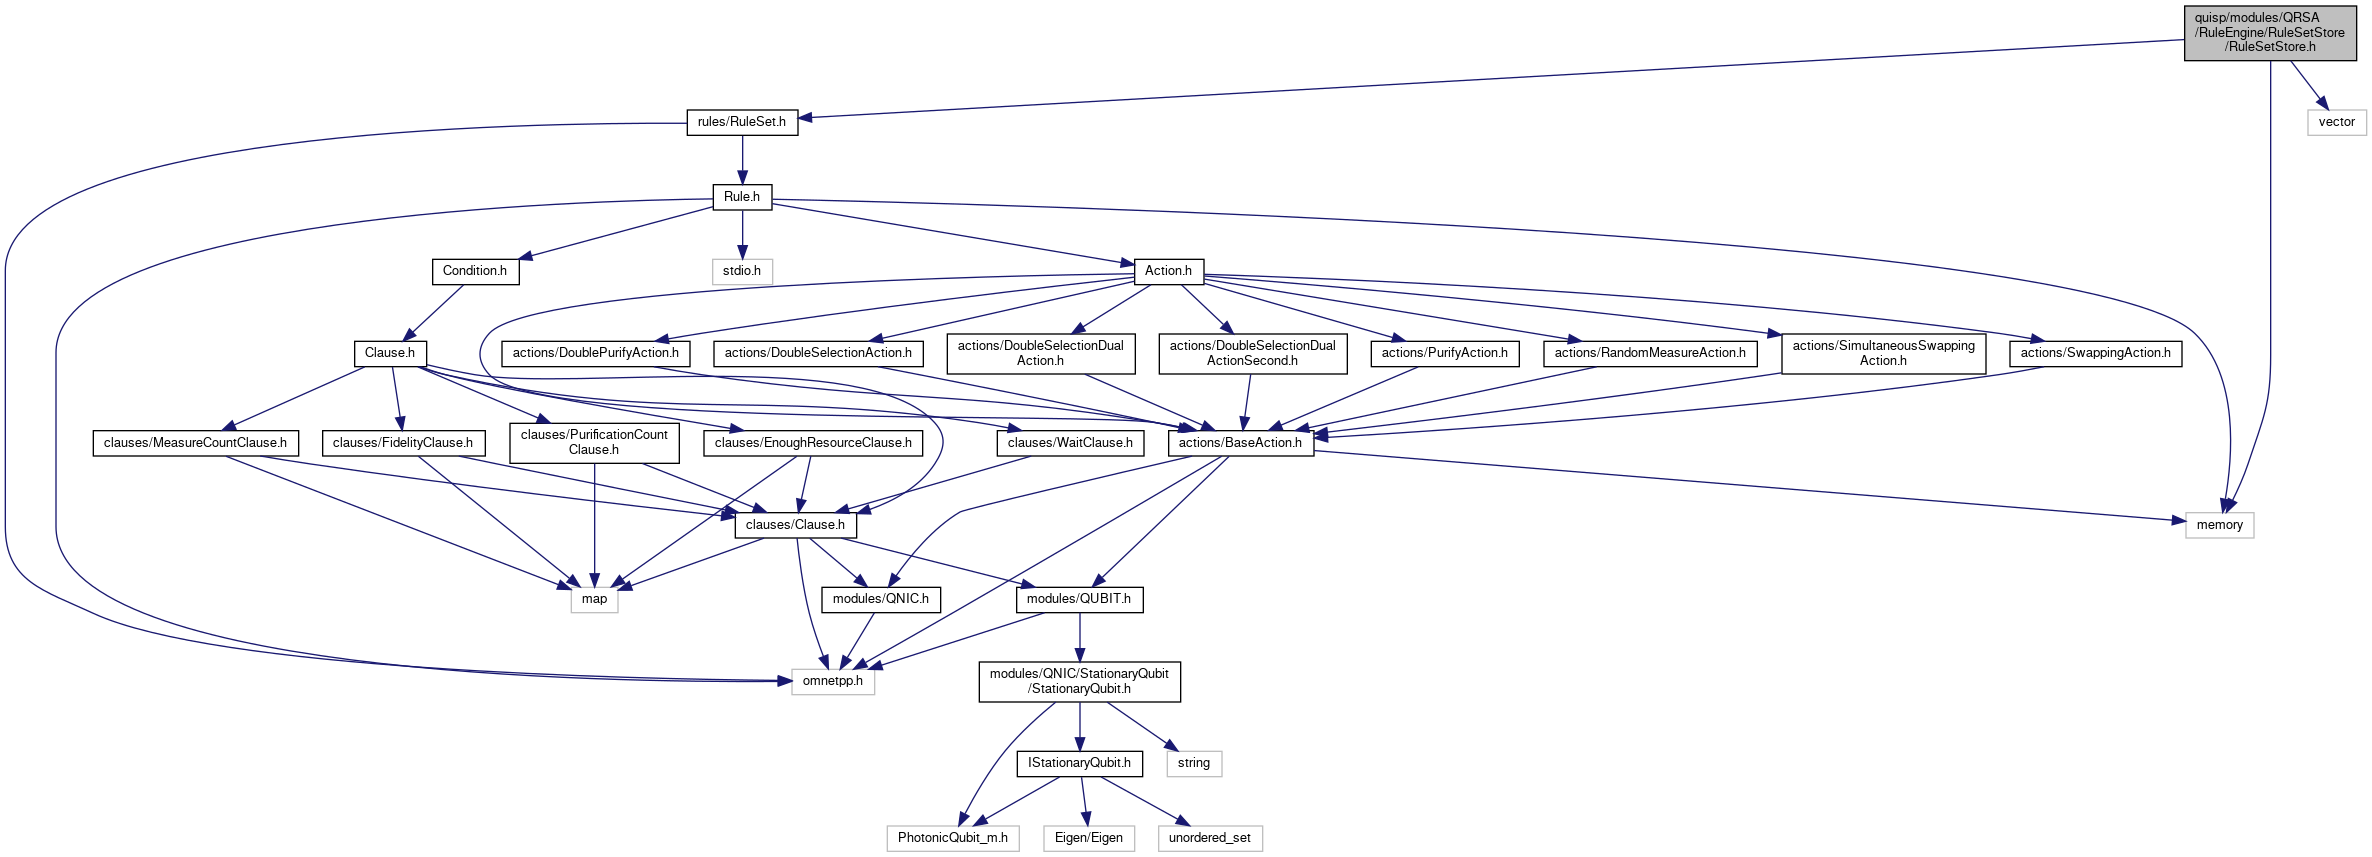 quisp/modules/QRSA
/RuleEngine/RuleSetStore
/RuleSetStore.h
rules/RuleSet.h
vector
Rule.h
Condition.h
stdio.h
Action.h
Clause.h
actions/DoublePurifyAction.h
actions/DoubleSelectionAction.h
actions/DoubleSelectionDual
Action.h
actions/DoubleSelectionDual
ActionSecond.h
actions/PurifyAction.h
actions/RandomMeasureAction.h
actions/SimultaneousSwapping
Action.h
actions/SwappingAction.h
clauses/MeasureCountClause.h
clauses/FidelityClause.h
clauses/PurificationCount
Clause.h
clauses/EnoughResourceClause.h
clauses/WaitClause.h
actions/BaseAction.h
clauses/Clause.h
memory
map
modules/QNIC.h
modules/QUBIT.h
omnetpp.h
modules/QNIC/StationaryQubit
/StationaryQubit.h
IStationaryQubit.h
string
PhotonicQubit_m.h
Eigen/Eigen
unordered_set